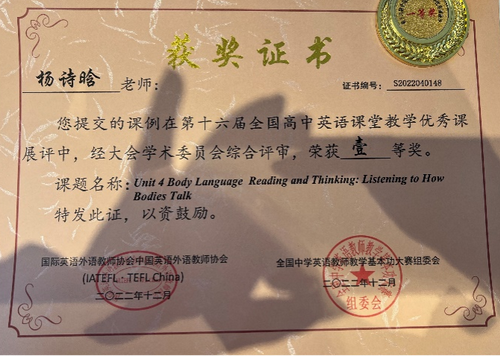 一等奖
获奖证书
杨诗晗 老师:
证书编号: S2022040148
您提交的课例在第十六届全国高中英语课堂教学优秀课
展评中，经大会学术委员会综合评审，荣获 壹 等奖。
课题名称: Unit 4 Body Language Reading and Thinking: Listening to How
Bodies Talk
特发此证，以资鼓励。
国际英语外语教师协会中国英语外语教师协会
(IATEFL - TEFL China)
二〇二二年十二月
全国中学英语教师教学基本功大赛组委会
二〇二二年十二月
组委会